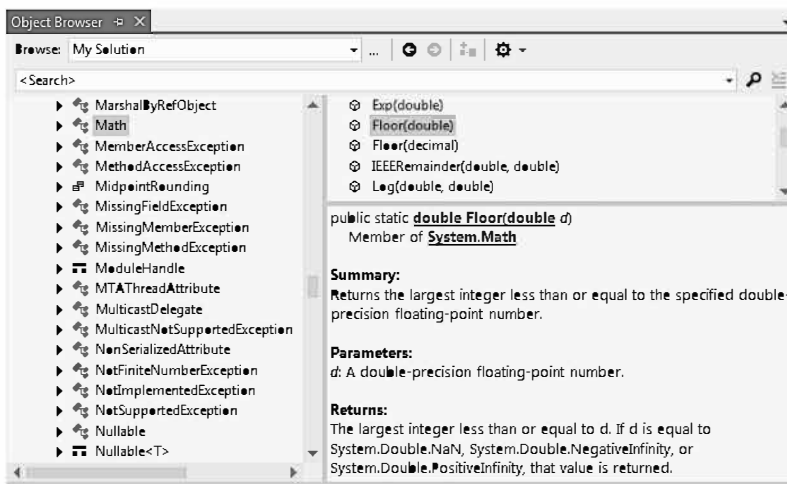 Object Browser
Browse: My Solution ...
<Search>
MarshalByRefObject
Math
MemberAccessException
MethodAccessException
MidpointRounding
MissingFieldException
MissingMemberException
MissingMethodException
ModuleHandle
MTAThreadAttribute
MulticastDelegate
MulticastNotSupportedException
NonSerializedAttribute
NotFiniteNumberException
NotImplementedException
NotSupportedException
Nullable
Nullable<T>
Exp(double)
Floor(double)
Floor(decimal)
IEEERemainder(double, double)
Log(double, double)
public static double Floor(double d)
Member of System.Math
Summary:
Returns the largest integer less than or equal to the specified double-
precision floating-point number.
Parameters:
d: A double-precision floating-point number.
Returns:
The largest integer less than or equal to d. If d is equal to
System.Double.NaN, System.Double.NegativeInfinity, or
System.Double.PositiveInfinity, that value is returned.